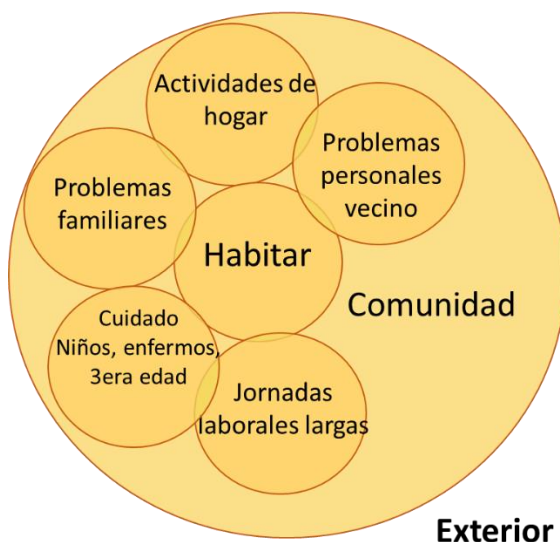 Actividades de
hogar
Problemas
personales
vecino
Problemas
familiares
Habitar
Comunidad
Cuidado
Niños, enfermos,
3era edad
Jornadas
laborales largas
Exterior